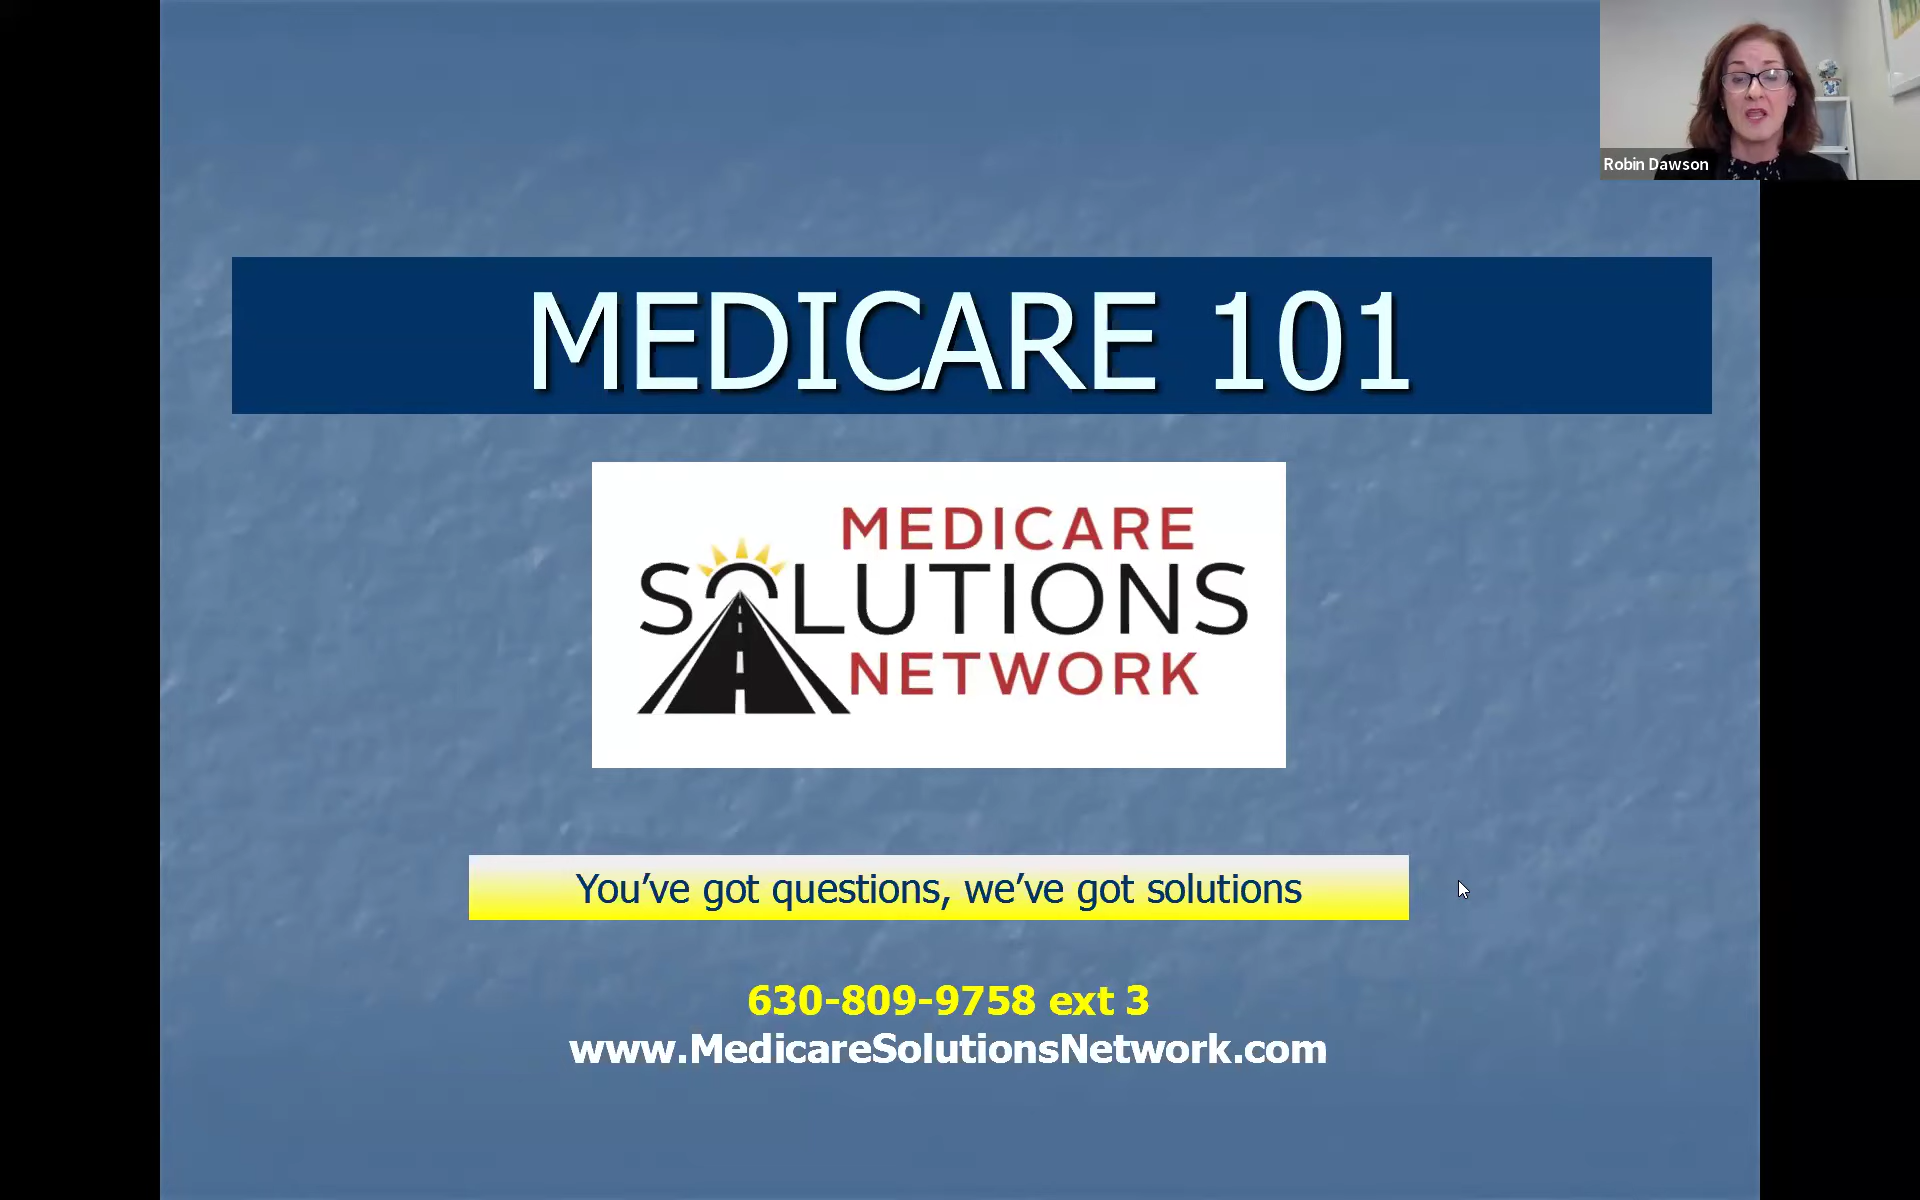 Robin Dawson
MEDICARE 101
MEDICARE
SOLUTIONS
NETWORK
You’ve got questions, we’ve got solutions
630-809-9758 ext 3
www.MedicareSolutionsNetwork.com